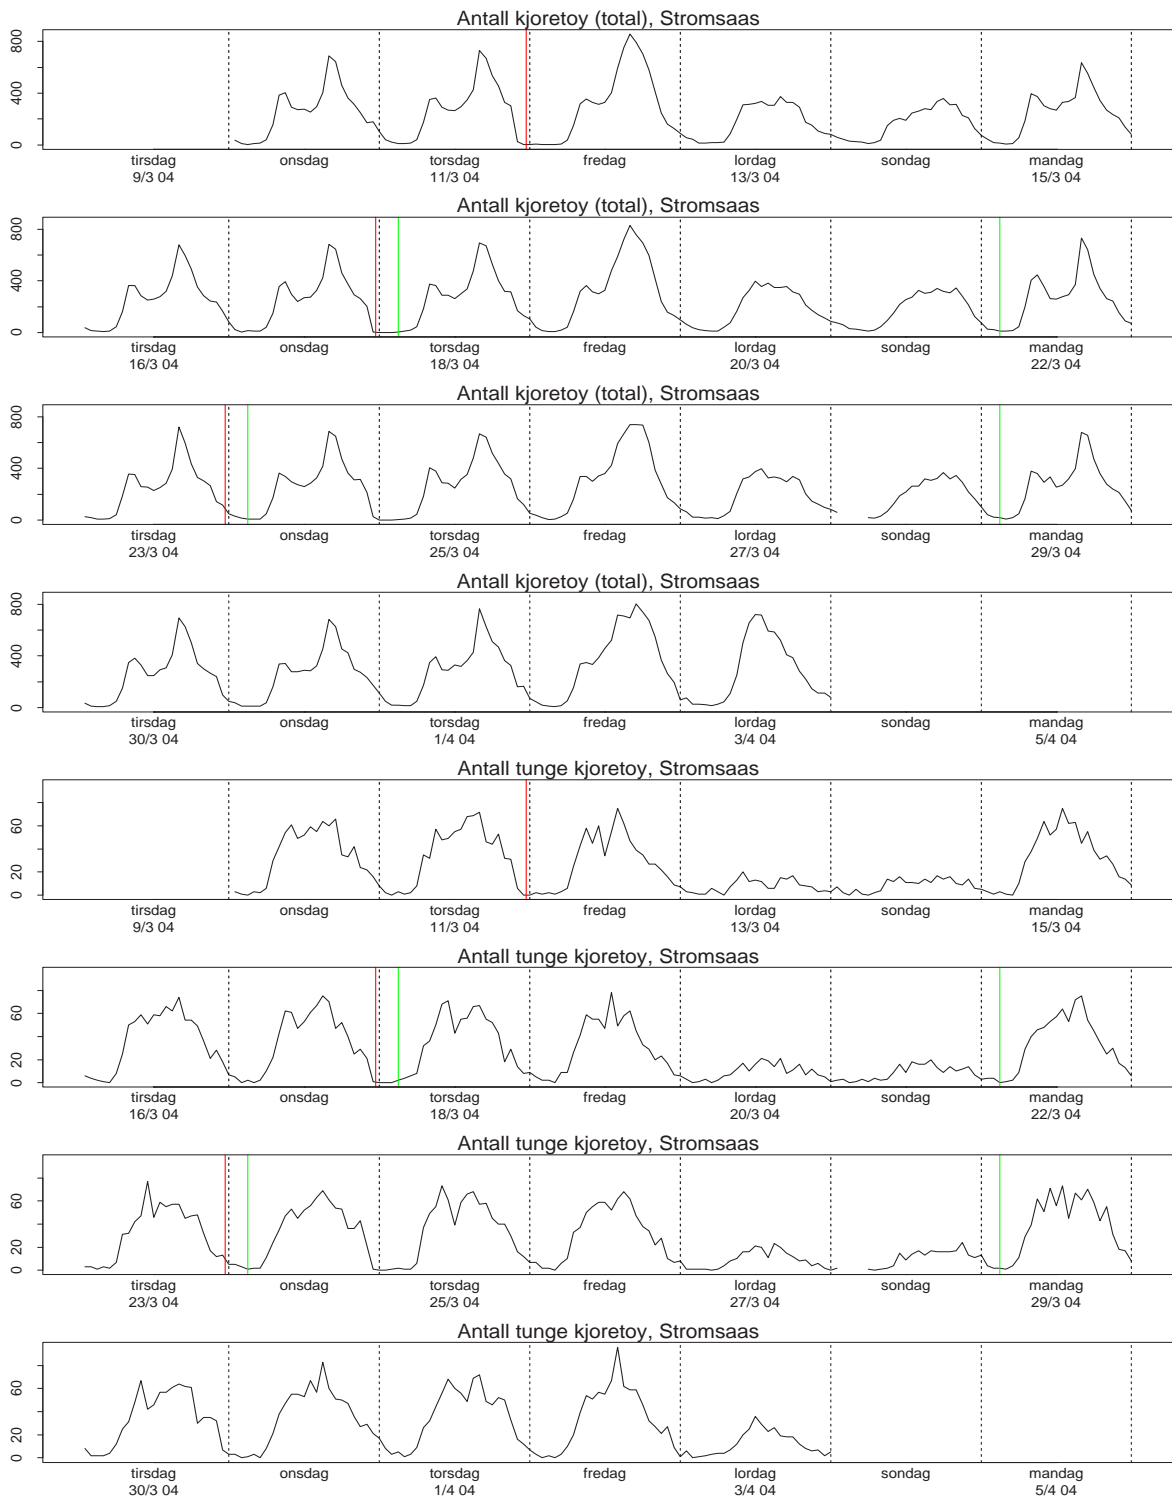 Antall kjoretoy (total), Stromsaas
0 400 800
tirsdag onsdag torsdag fredag lordag sondag mandag
9/3 04 11/3 04 13/3 04 15/3 04
Antall kjoretoy (total), Stromsaas
0 400 800
tirsdag onsdag torsdag fredag lordag sondag mandag
16/3 04 18/3 04 20/3 04 22/3 04
Antall kjoretoy (total), Stromsaas
0 400 800
tirsdag onsdag torsdag fredag lordag sondag mandag
23/3 04 25/3 04 27/3 04 29/3 04
Antall kjoretoy (total), Stromsaas
0 400 800
tirsdag onsdag torsdag fredag lordag sondag mandag
30/3 04 1/4 04 3/4 04 5/4 04
Antall tunge kjoretoy, Stromsaas
0 20 60
tirsdag onsdag torsdag fredag lordag sondag mandag
9/3 04 11/3 04 13/3 04 15/3 04
Antall tunge kjoretoy, Stromsaas
0 20 60
tirsdag onsdag torsdag fredag lordag sondag mandag
16/3 04 18/3 04 20/3 04 22/3 04
Antall tunge kjoretoy, Stromsaas
0 20 60
tirsdag onsdag torsdag fredag lordag sondag mandag
23/3 04 25/3 04 27/3 04 29/3 04
Antall tunge kjoretoy, Stromsaas
0 20 60
tirsdag onsdag torsdag fredag lordag sondag mandag
30/3 04 1/4 04 3/4 04 5/4 04